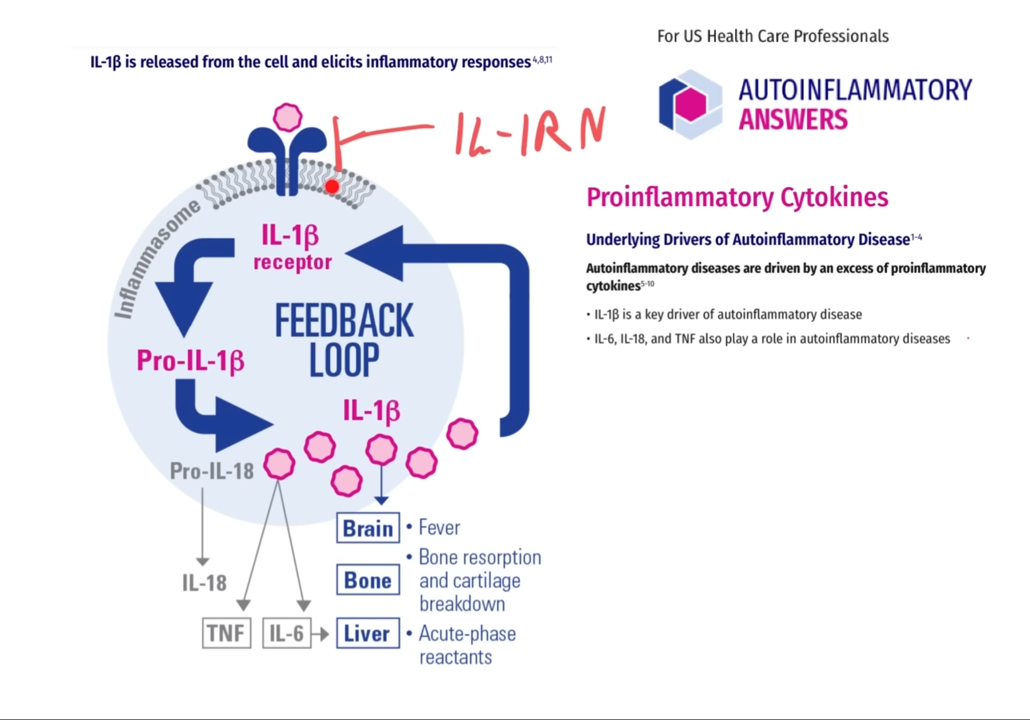 For US Health Care Professionals
IL-1β is released from the cell and elicits inflammatory responses4,8,11
AUTOINFLAMMATORY
ANSWERS
IL-1RN
Inflammasome
IL-1β
receptor
FEEDBACK
LOOP
Pro-IL-1β
IL-1β
Pro-IL-18
IL-18
TNF
IL-6
Brain
• Fever
Bone
• Bone resorption
and cartilage
breakdown
Liver
• Acute-phase
reactants
Proinflammatory Cytokines
Underlying Drivers of Autoinflammatory Disease1-4
Autoinflammatory diseases are driven by an excess of proinflammatory
cytokines5-10
• IL-1β is a key driver of autoinflammatory disease
• IL-6, IL-18, and TNF also play a role in autoinflammatory diseases